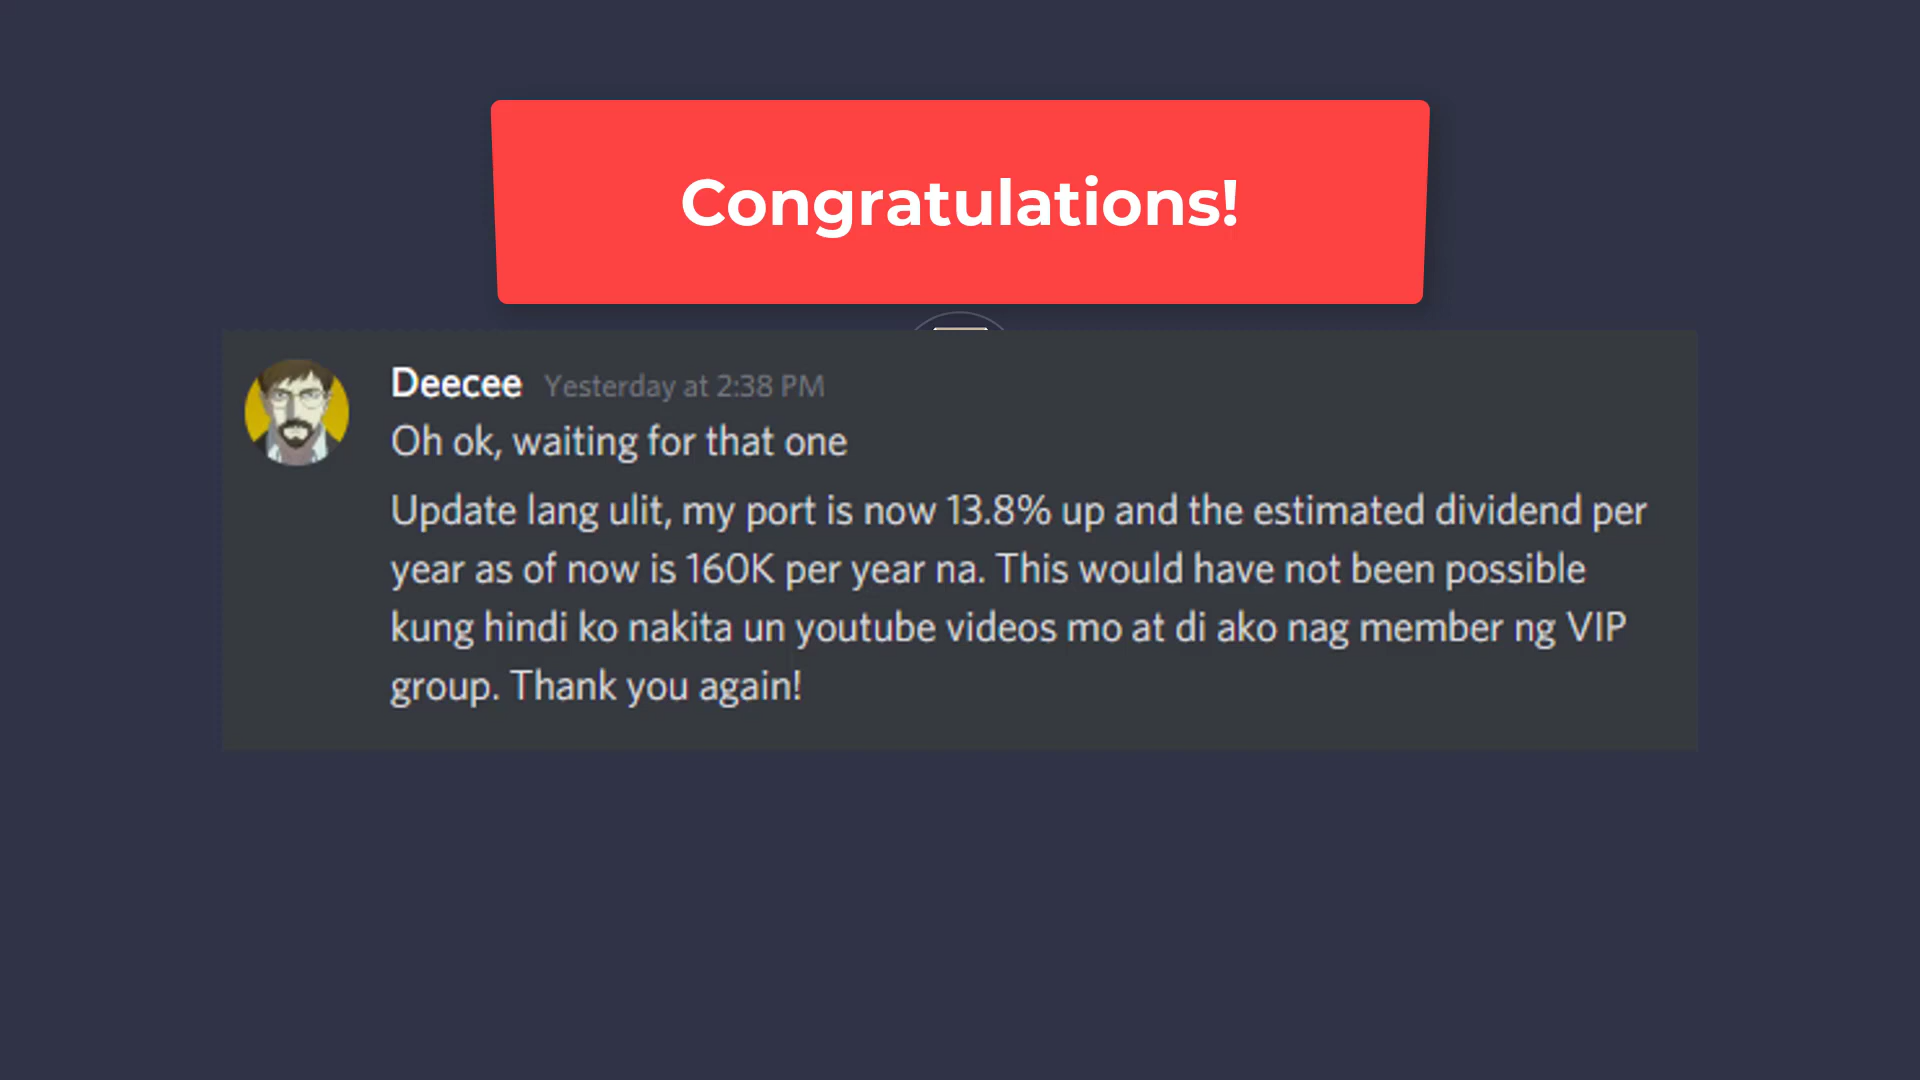 Congratulations!
Deecee Yesterday at 2:38 PM
Oh ok, waiting for that one
Update lang ulit, my port is now 13.8% up and the estimated dividend per
year as of now is 160K per year na. This would have not been possible
kung hindi ko nakita un youtube videos mo at di ako nag member ng VIP
group. Thank you again!